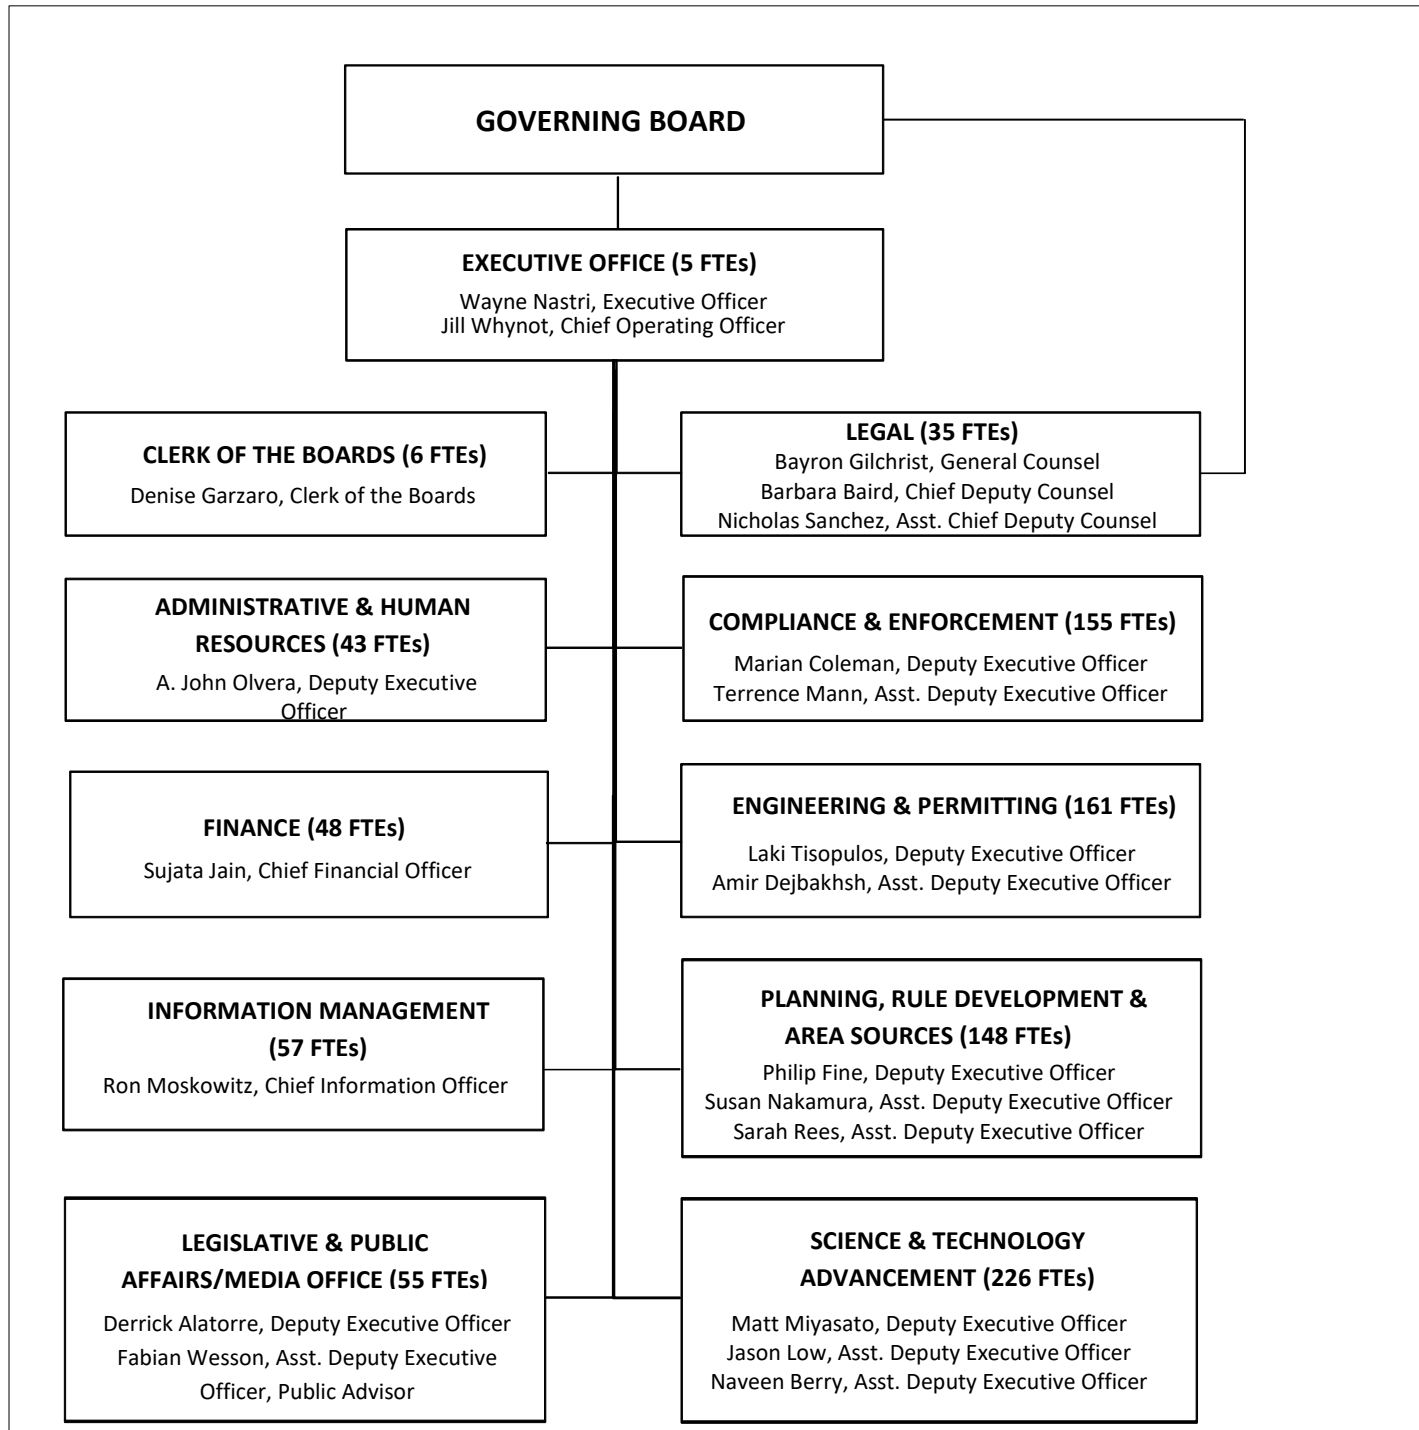 GOVERNING BOARD
EXECUTIVE OFFICE (5 FTEs)
Wayne Nastri, Executive Officer
Jill Whynot, Chief Operating Officer
CLERK OF THE BOARDS (6 FTEs)
Denise Garzaro, Clerk of the Boards
LEGAL (35 FTEs)
Bayron Gilchrist, General Counsel
Barbara Baird, Chief Deputy Counsel
Nicholas Sanchez, Asst. Chief Deputy Counsel
ADMINISTRATIVE & HUMAN
RESOURCES (43 FTEs)
A. John Olvera, Deputy Executive
Officer
COMPLIANCE & ENFORCEMENT (155 FTEs)
Marian Coleman, Deputy Executive Officer
Terrence Mann, Asst. Deputy Executive Officer
FINANCE (48 FTEs)
Sujata Jain, Chief Financial Officer
ENGINEERING & PERMITTING (161 FTEs)
Laki Tisopulos, Deputy Executive Officer
Amir Dejbakhsh, Asst. Deputy Executive Officer
INFORMATION MANAGEMENT
(57 FTEs)
Ron Moskowitz, Chief Information Officer
PLANNING, RULE DEVELOPMENT &
AREA SOURCES (148 FTEs)
Philip Fine, Deputy Executive Officer
Susan Nakamura, Asst. Deputy Executive Officer
Sarah Rees, Asst. Deputy Executive Officer
LEGISLATIVE & PUBLIC
AFFAIRS/MEDIA OFFICE (55 FTEs)
Derrick Alatorre, Deputy Executive Officer
Fabian Wesson, Asst. Deputy Executive
Officer, Public Advisor
SCIENCE & TECHNOLOGY
ADVANCEMENT (226 FTEs)
Matt Miyasato, Deputy Executive Officer
Jason Low, Asst. Deputy Executive Officer
Naveen Berry, Asst. Deputy Executive Officer